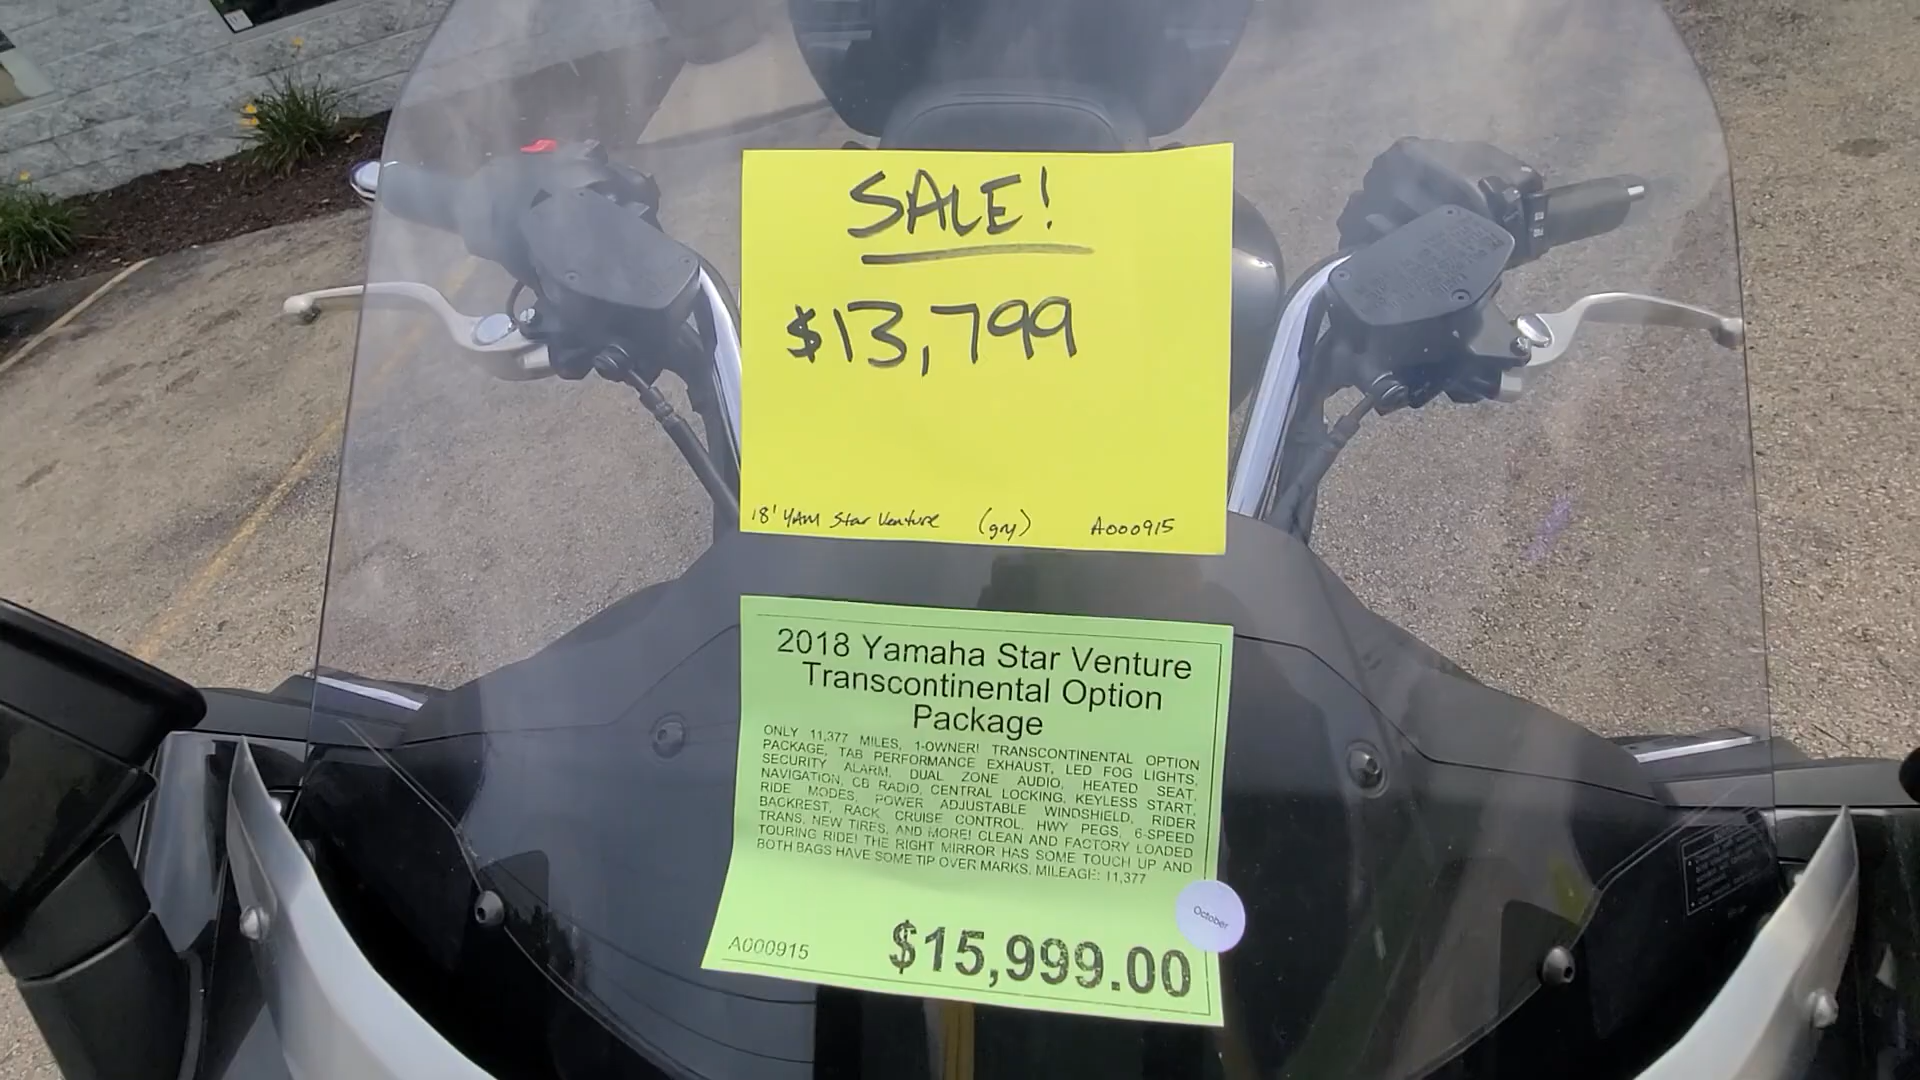 SALE!
$13,799
18' YAM Star Venture (gry) A000915
2018 Yamaha Star Venture
Transcontinental Option
Package
ONLY 11,377 MILES, 1-OWNER! TRANSCONTINENTAL OPTION
PACKAGE, TAB PERFORMANCE EXHAUST, LED FOG LIGHTS,
SECURITY ALARM, DUAL ZONE AUDIO, HEATED SEAT,
NAVIGATION, CB RADIO, CENTRAL LOCKING, KEYLESS START,
RIDE MODES, POWER ADJUSTABLE WINDSHIELD, RIDER
BACKREST, RACK, CRUISE CONTROL, HWY PEGS, 6-SPEED
TRANS, NEW TIRES, AND MORE! CLEAN AND FACTORY LOADED
TOURING RIDE! THE RIGHT MIRROR HAS SOME TOUCH UP AND
BOTH BAGS HAVE SOME TIP OVER MARKS. MILEAGE: 11,377
October
A000915 $15,999.00